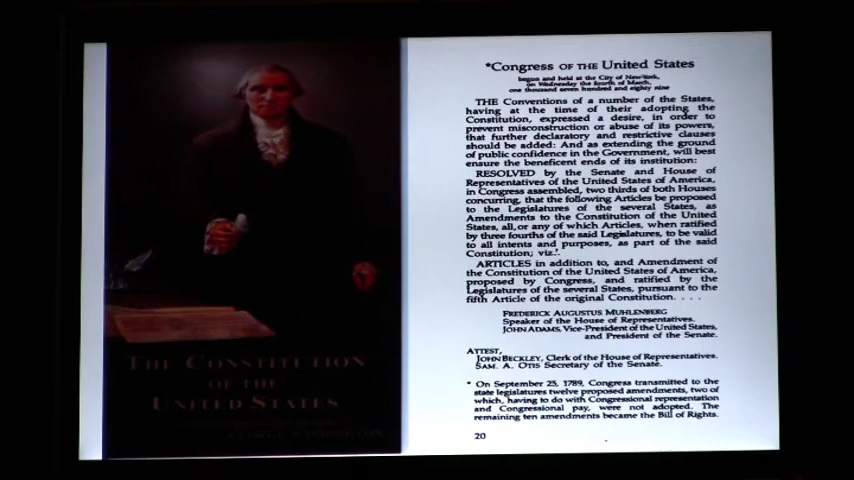 THE CONSTITUTION
OF THE
UNITED STATES
*Congress OF THE United States
begun and held at the City of New-York,
on Wednesday the fourth of March,
one thousand seven hundred and eighty nine
THE Conventions of a number of the States,
having at the time of their adopting the
Constitution, expressed a desire, in order to
prevent misconstruction or abuse of its powers,
that further declaratory and restrictive clauses
should be added: And as extending the ground
of public confidence in the Government, will best
ensure the beneficent ends of its institution:
RESOLVED by the Senate and House of
Representatives of the United States of America,
in Congress assembled, two thirds of both Houses
concurring, that the following Articles be proposed
to the Legislatures of the several States, as
Amendments to the Constitution of the United
States, all, or any of which Articles, when ratified
by three fourths of the said Legislatures, to be valid
to all intents and purposes, as part of the said
Constitution; viz.
ARTICLES in addition to, and Amendment of
the Constitution of the United States of America,
proposed by Congress, and ratified by the
Legislatures of the several States, pursuant to the
fifth Article of the original Constitution. . . .
FREDERICK AUGUSTUS MUHLENBERG
Speaker of the House of Representatives.
JOHN ADAMS, Vice-President of the United States,
and President of the Senate.
ATTEST,
JOHN BECKLEY, Clerk of the House of Representatives.
SAM. A. OTIS Secretary of the Senate.
* On September 25, 1789, Congress transmitted to the
state legislatures twelve proposed amendments, two of
which, having to do with Congressional representation
and Congressional pay, were not adopted. The
remaining ten amendments became the Bill of Rights.
20